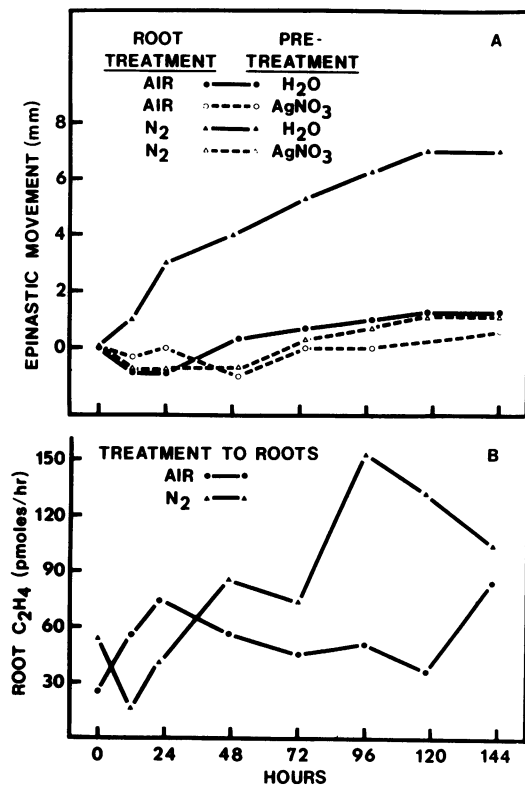 A
ROOT TREATMENT PRE-TREATMENT
AIR H₂O
AIR AgNO₃
N₂ H₂O
N₂ AgNO₃
EPINASTIC MOVEMENT (mm)
8
6
4
2
0
B
TREATMENT TO ROOTS
AIR
N₂
ROOT C₂H₄ (pmoles/hr)
150
120
90
60
30
0 24 48 72 96 120 144
HOURS